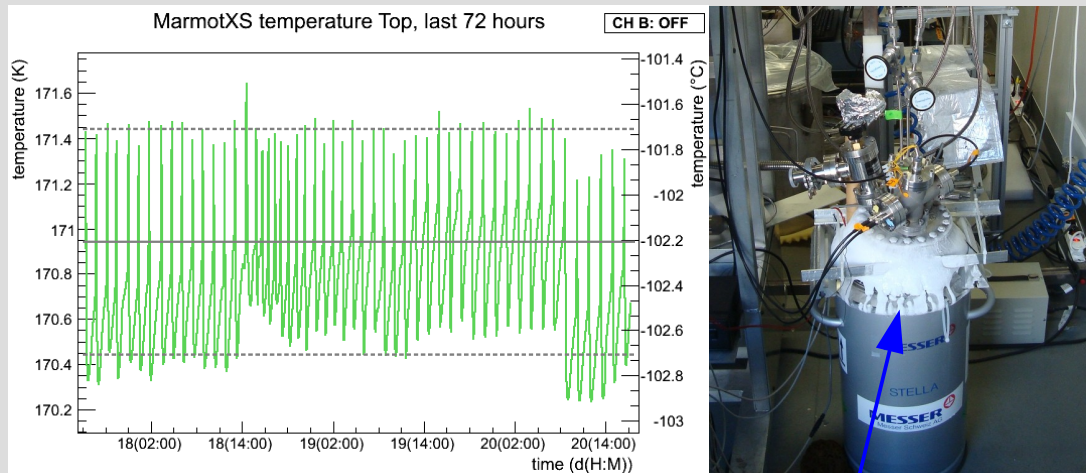 MarmotXS temperature Top, last 72 hours
CH B: OFF
temperature (K)
171.6
171.4
171.2
171
170.8
170.6
170.4
170.2
-101.4
-101.6
-101.8
-102
-102.2
-102.4
-102.6
-102.8
-103
temperature (°C)
18(02:00)
18(14:00)
19(02:00)
19(14:00)
20(02:00)
20(14:00)
time (d(H:M))
MESSER
STELLA
MESSER
Messer Schweiz AG